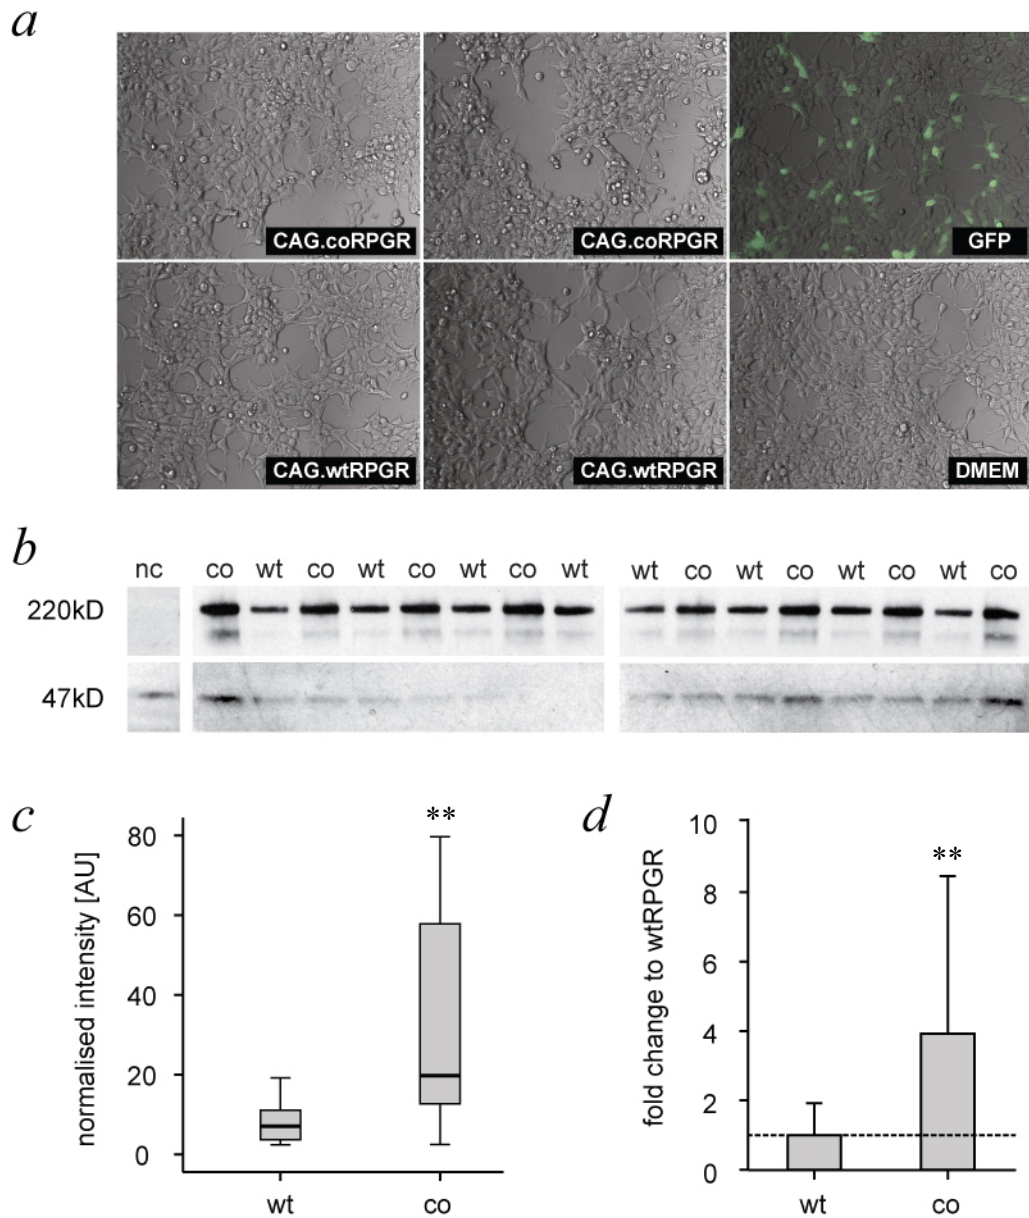 a
CAG.coRPGR CAG.coRPGR GFP
CAG.wtRPGR CAG.wtRPGR DMEM
b
nc co wt co wt co wt co wt wt co wt co wt co wt co
220kD
47kD
c
normalised intensity [AU]
80
60
40
20
0
**
wt co
d
fold change to wtRPGR
10
8
6
4
2
0
**
wt co